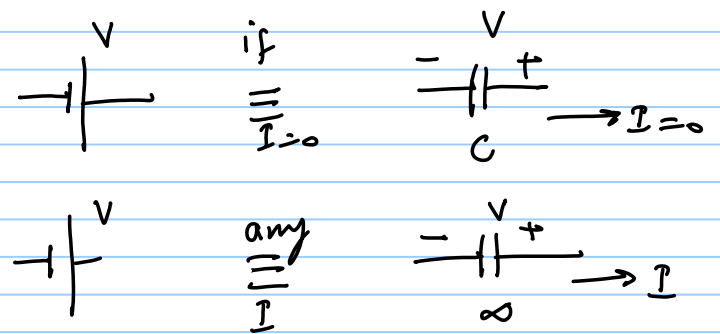 V if V
- +
≡
I=0 C I=0
V any V
- +
≡ I
I ∞